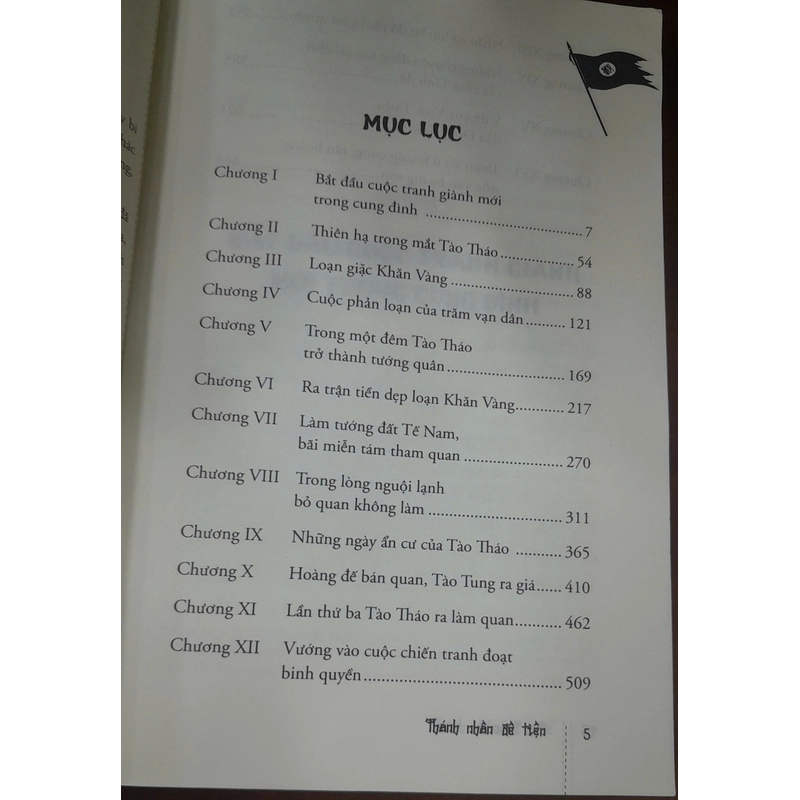 MỤC LỤC
Chương I Bắt đầu cuộc tranh giành mới
trong cung đình ........................ 7
Chương II Thiên hạ trong mắt Tào Tháo ................ 54
Chương III Loạn giặc Khăn Vàng ........................ 88
Chương IV Cuộc phản loạn của trăm vạn dân .......... 121
Chương V Trong một đêm Tào Tháo
trở thành tướng quân ........................ 169
Chương VI Ra trận tiến dẹp loạn Khăn Vàng ............ 217
Chương VII Làm tướng đất Tế Nam,
bãi miễn tám tham quan ........................ 270
Chương VIII Trong lòng nguội lạnh
bỏ quan không làm ........................ 311
Chương IX Những ngày ẩn cư của Tào Tháo .......... 365
Chương X Hoàng đế bán quan, Tào Tung ra giá ...... 410
Chương XI Lần thứ ba Tào Tháo ra làm quan .......... 462
Chương XII Vướng vào cuộc chiến tranh đoạt
binh quyền ........................ 509
Thánh nhân đê tiện 5